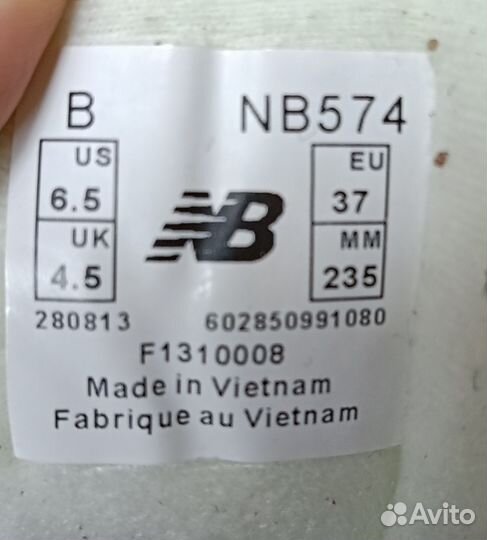 B NB574
US EU
6.5 NB 37
UK MM
4.5 235
280813 602850991080
F1310008
Made in Vietnam
Fabrique au Vietnam
Avito